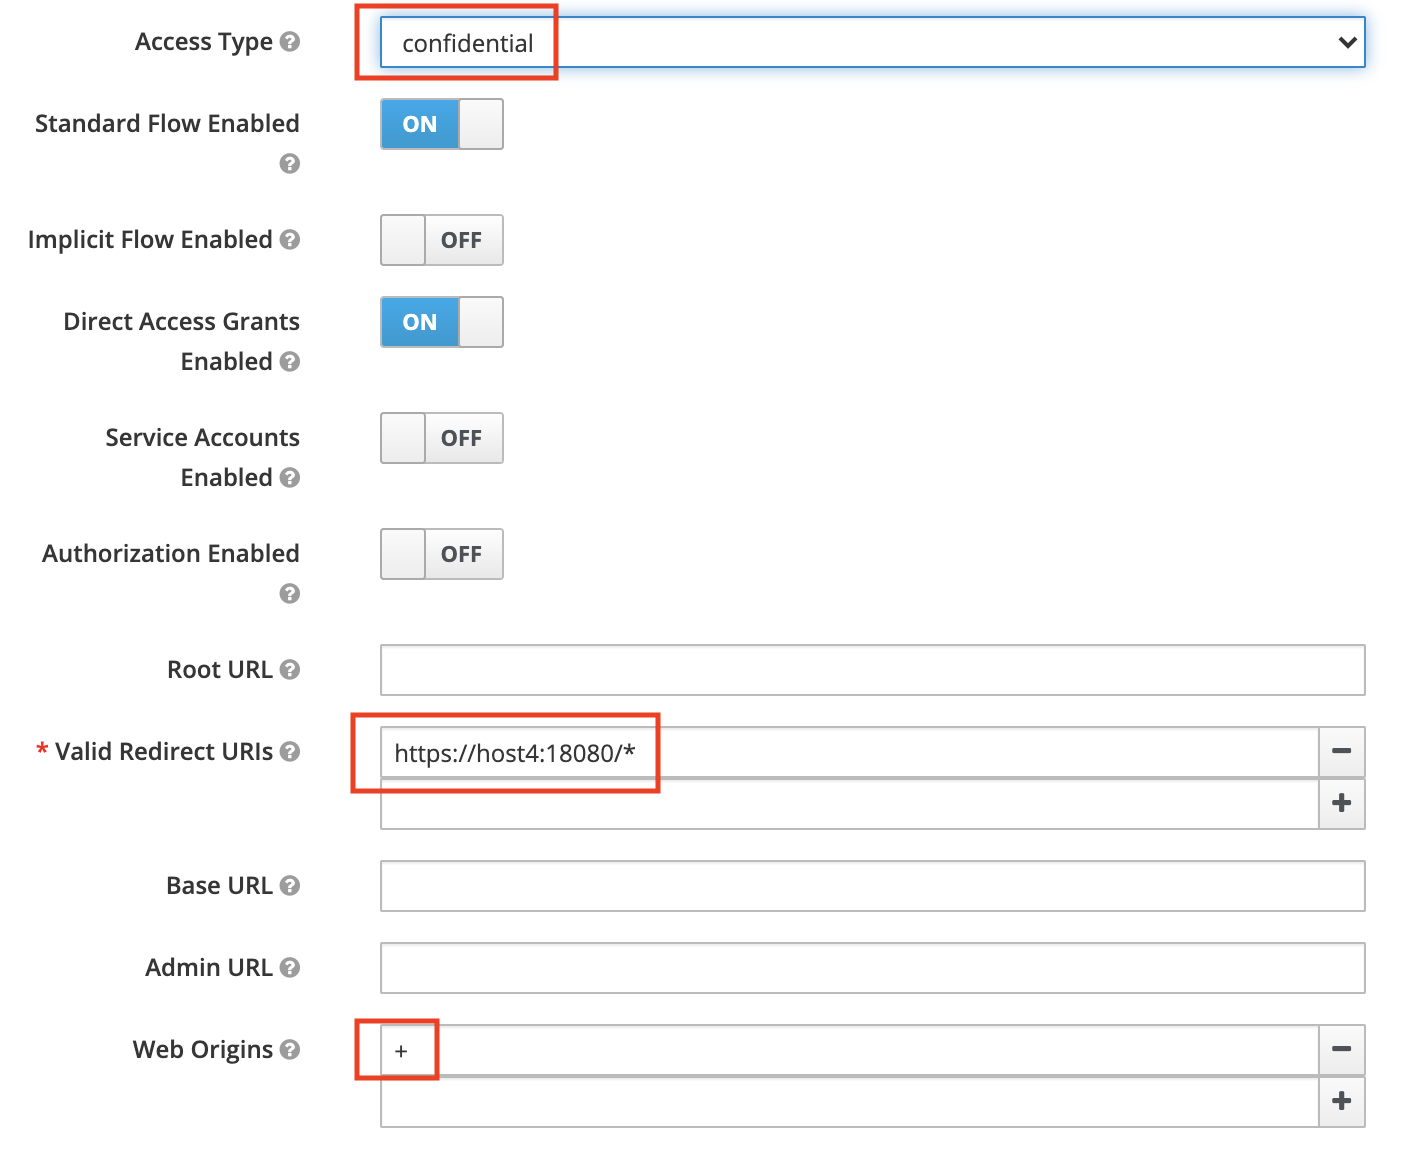 Access Type ?
confidential
Standard Flow Enabled
?
ON
Implicit Flow Enabled ?
OFF
Direct Access Grants
Enabled ?
ON
Service Accounts
Enabled ?
OFF
Authorization Enabled
?
OFF
Root URL ?
* Valid Redirect URIs ?
https://host4:18080/*
Base URL ?
Admin URL ?
Web Origins ?
+